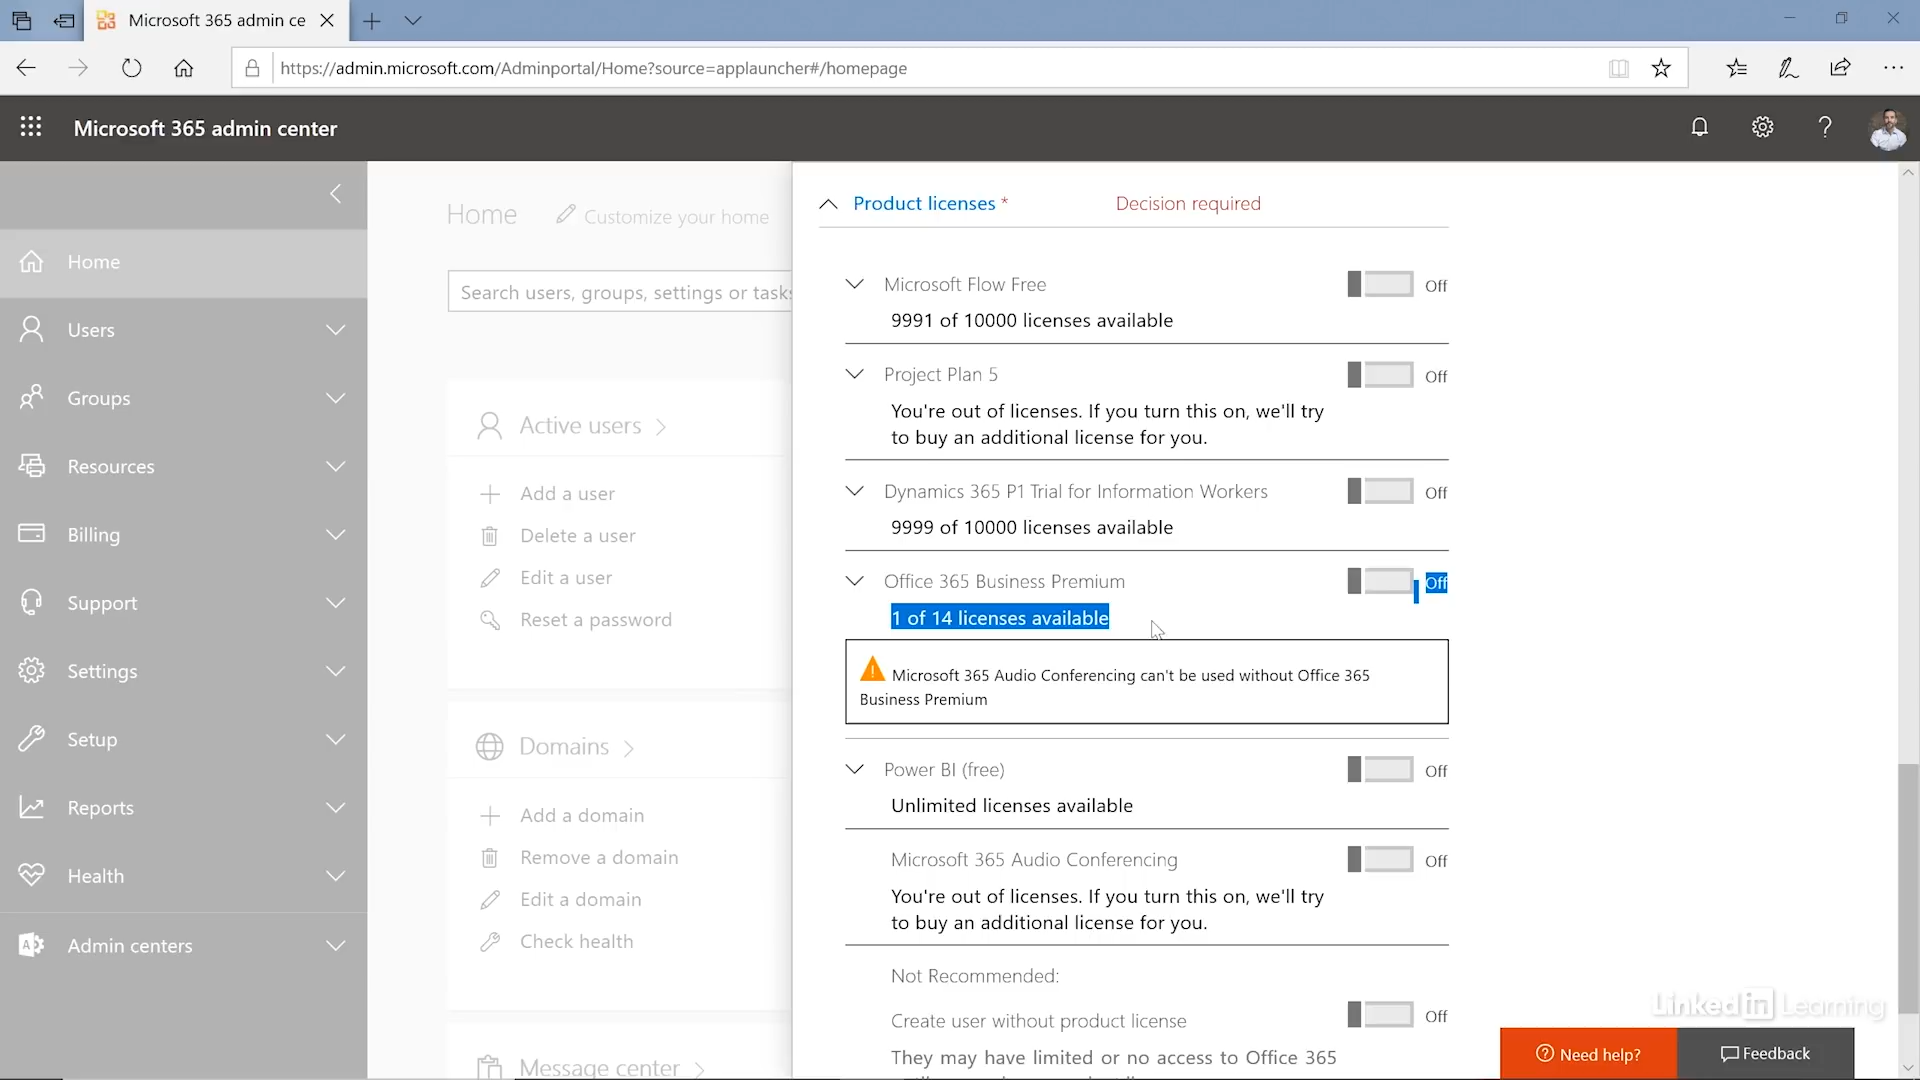 Microsoft 365 admin ce
https://admin.microsoft.com/Adminportal/Home?source=applauncher#/homepage
Microsoft 365 admin center
Home
Users
Groups
Resources
Billing
Support
Settings
Setup
Reports
Health
Admin centers
Home
Customize your home
Search users, groups, settings or tasks
Active users
Add a user
Delete a user
Edit a user
Reset a password
Domains
Add a domain
Remove a domain
Edit a domain
Check health
Message center
Product licenses * Decision required
Microsoft Flow Free Off
9991 of 10000 licenses available
Project Plan 5 Off
You're out of licenses. If you turn this on, we'll try
to buy an additional license for you.
Dynamics 365 P1 Trial for Information Workers Off
9999 of 10000 licenses available
Office 365 Business Premium Off
1 of 14 licenses available
Microsoft 365 Audio Conferencing can't be used without Office 365
Business Premium
Power BI (free) Off
Unlimited licenses available
Microsoft 365 Audio Conferencing Off
You're out of licenses. If you turn this on, we'll try
to buy an additional license for you.
Not Recommended:
Create user without product license Off
They may have limited or no access to Office 365
Linked in Learning
Need help?
Feedback